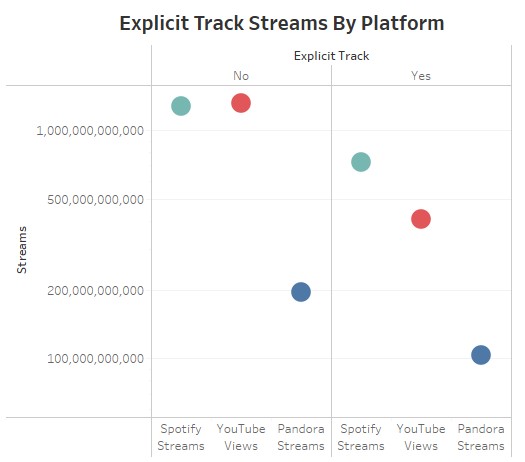 Explicit Track Streams By Platform
Explicit Track
No Yes
1,000,000,000,000
500,000,000,000
200,000,000,000
100,000,000,000
Streams
Spotify YouTube Pandora Spotify YouTube Pandora
Streams Views Streams Streams Views Streams